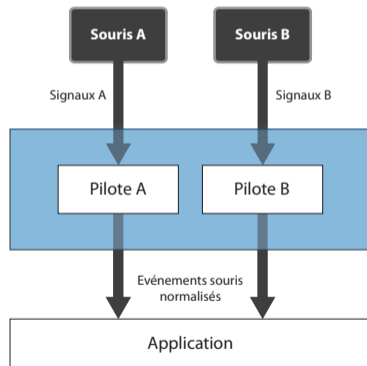 Souris A
Souris B
Signaux A
Signaux B
Pilote A
Pilote B
Evénements souris
normalisés
Application